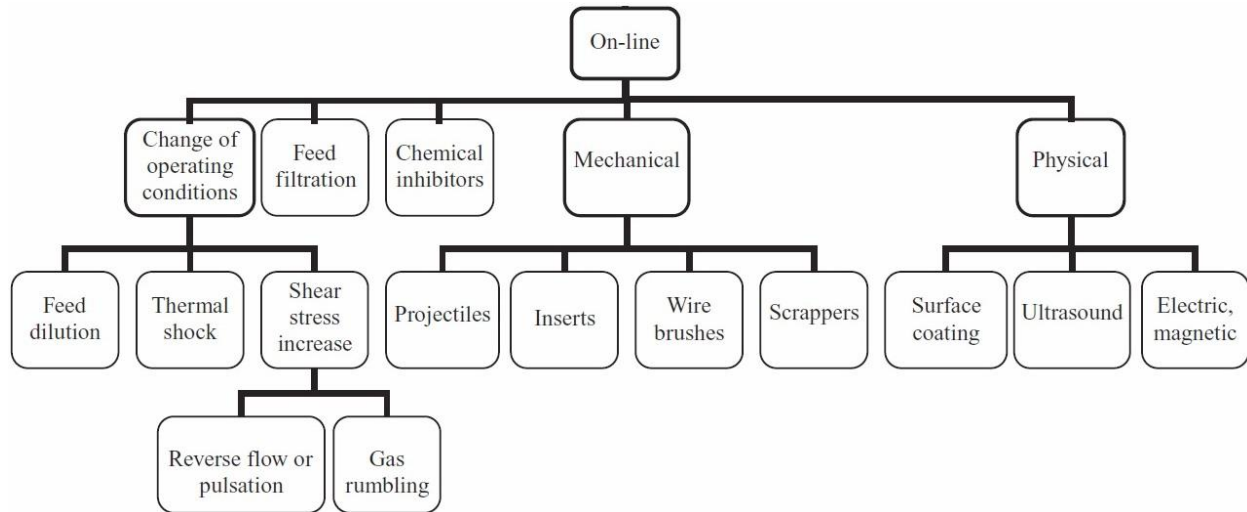 On-line
Change of
operating
conditions
Feed
filtration
Chemical
inhibitors
Mechanical
Physical
Feed
dilution
Thermal
shock
Shear
stress
increase
Projectiles
Inserts
Wire
brushes
Scrappers
Surface
coating
Ultrasound
Electric,
magnetic
Reverse flow or
pulsation
Gas
rumbling